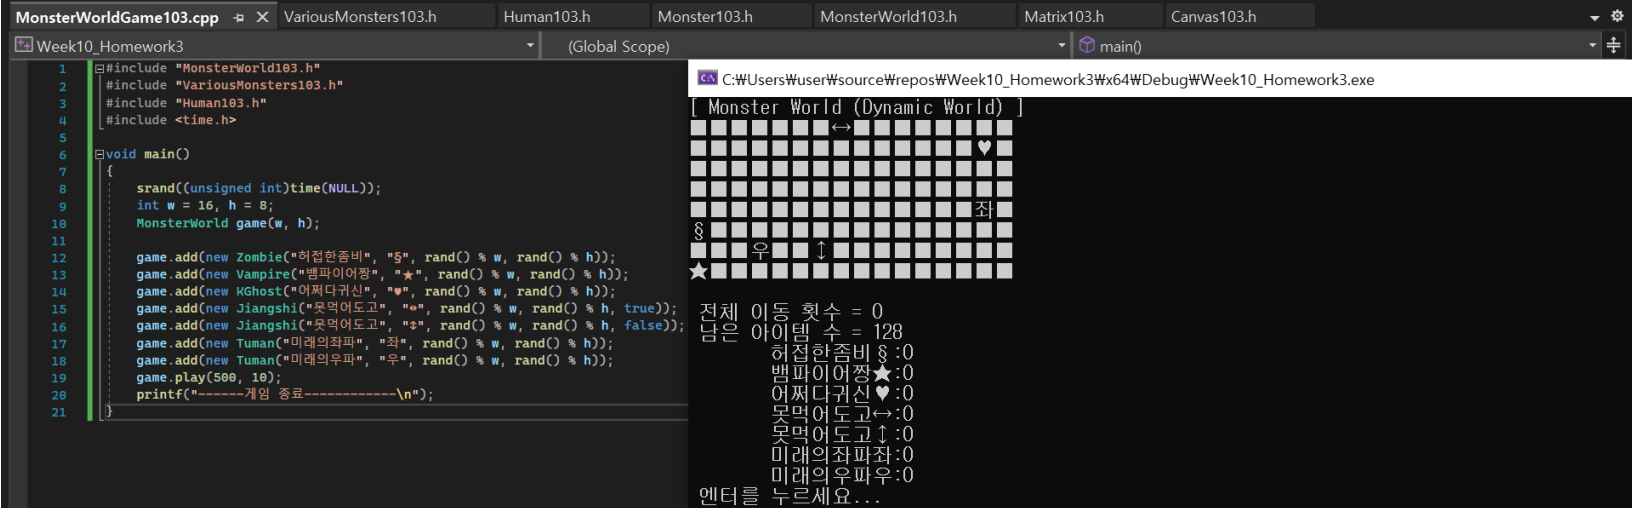 MonsterWorldGame103.cpp VariousMonsters103.h Human103.h Monster103.h MonsterWorld103.h Matrix103.h Canvas103.h
Week10_Homework3 (Global Scope) main()
1 #include "MonsterWorld103.h"
2 #include "VariousMonsters103.h"
3 #include "Human103.h"
4 #include <time.h>
5
6 void main()
7 {
8 srand((unsigned int)time(NULL));
9 int w = 16, h = 8;
10 MonsterWorld game(w, h);
11
12 game.add(new Zombie("허접한좀비", "§", rand() % w, rand() % h));
13 game.add(new Vampire("뱀파이어짱", "★", rand() % w, rand() % h));
14 game.add(new KGhost("어쩌다귀신", "♥", rand() % w, rand() % h));
15 game.add(new Jiangshi("못먹어도고", "↔", rand() % w, rand() % h, true));
16 game.add(new Jiangshi("못먹어도고", "↕", rand() % w, rand() % h, false));
17 game.add(new Tuman("미래의좌파", "좌", rand() % w, rand() % h));
18 game.add(new Tuman("미래의우파", "우", rand() % w, rand() % h));
19 game.play(500, 10);
20 printf("------게임 종료------------\n");
21 }
C:₩Users₩user₩source₩repos₩Week10_Homework3₩x64₩Debug₩Week10_Homework3.exe
[ Monster World (Dynamic World) ]
■■■■■■■↔■■■■■■■■
■■■■■■■■■■■■■■♥■
■■■■■■■■■■■■■■■■
■■■■■■■■■■■■■■■■
■■■■■■■■■■■■■■좌■
§■■■■■■■■■■■■■■■
■■■우■■↕■■■■■■■■■
★■■■■■■■■■■■■■■■
전체 이동 횟수 = 0
남은 아이템 수 = 128
허접한좀비§:0
뱀파이어짱★:0
어쩌다귀신♥:0
못먹어도고↔:0
못먹어도고↕:0
미래의좌파좌:0
미래의우파우:0
엔터를 누르세요...